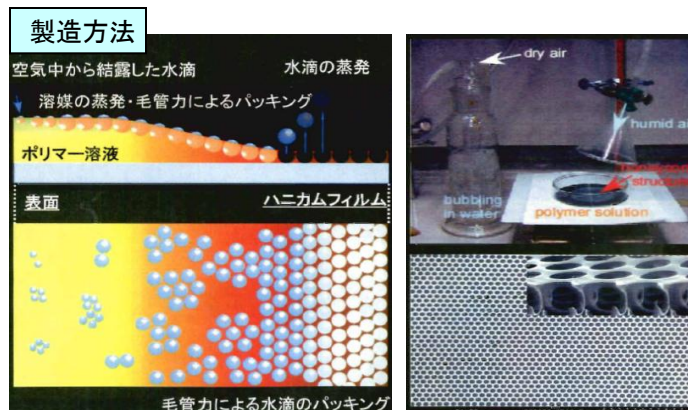 製造方法
空気中から結露した水滴
水滴の蒸発
溶媒の蒸発・毛管力によるパッキング
ポリマー溶液
表面
ハニカムフィルム
毛管力による水滴のパッキング
dry air
humid air
structure
bubbling
in water
polymer solution